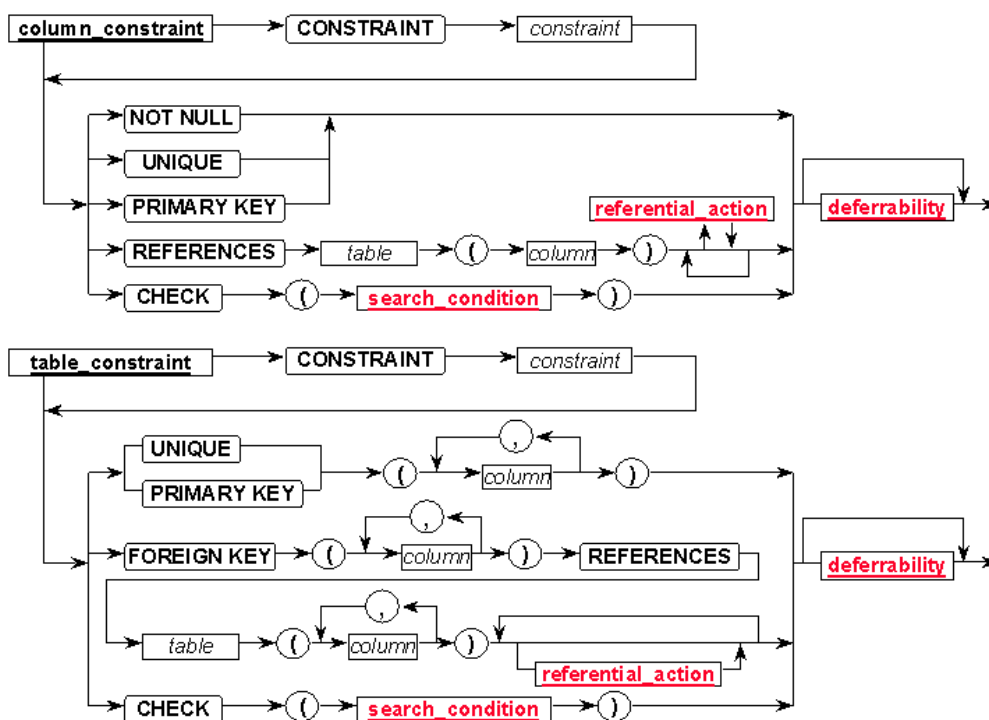 column_constraint CONSTRAINT constraint
NOT NULL
UNIQUE
PRIMARY KEY
referential_action
deferrability
REFERENCES table ( column )
CHECK ( search_condition )
table_constraint CONSTRAINT constraint
,
UNIQUE
( column )
PRIMARY KEY
,
FOREIGN KEY ( column ) REFERENCES
deferrability
,
table ( column )
referential_action
CHECK ( search_condition )